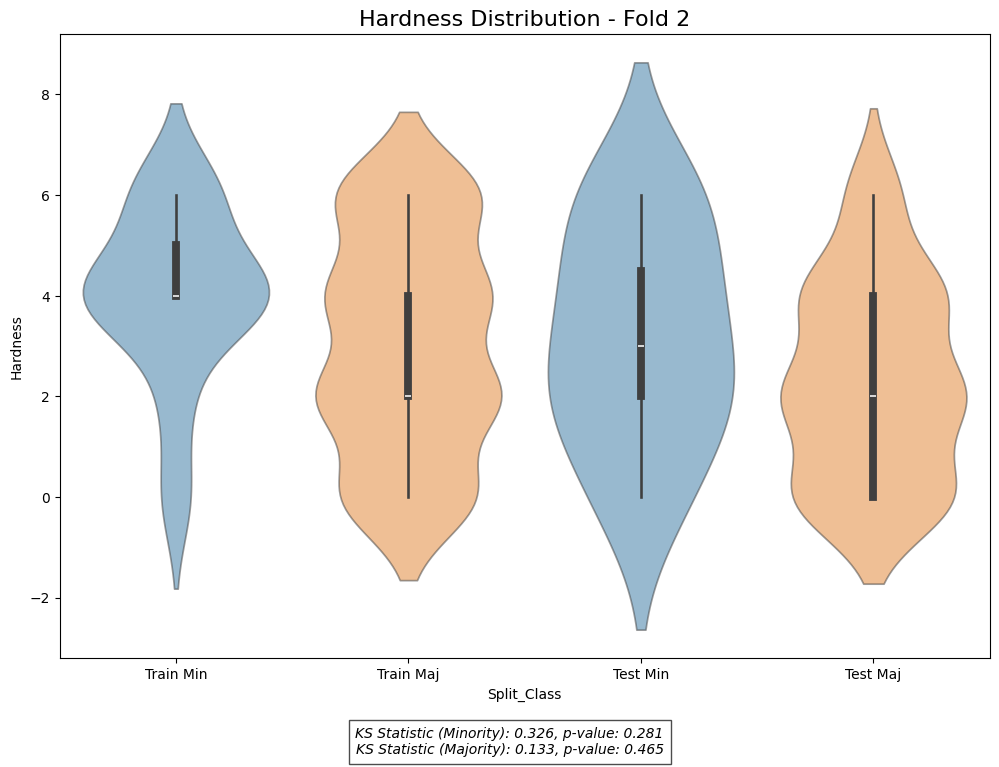 Hardness Distribution - Fold 2
Hardness
8
6
4
2
0
−2
Train Min
Train Maj
Test Min
Test Maj
Split_Class
KS Statistic (Minority): 0.326, p-value: 0.281
KS Statistic (Majority): 0.133, p-value: 0.465